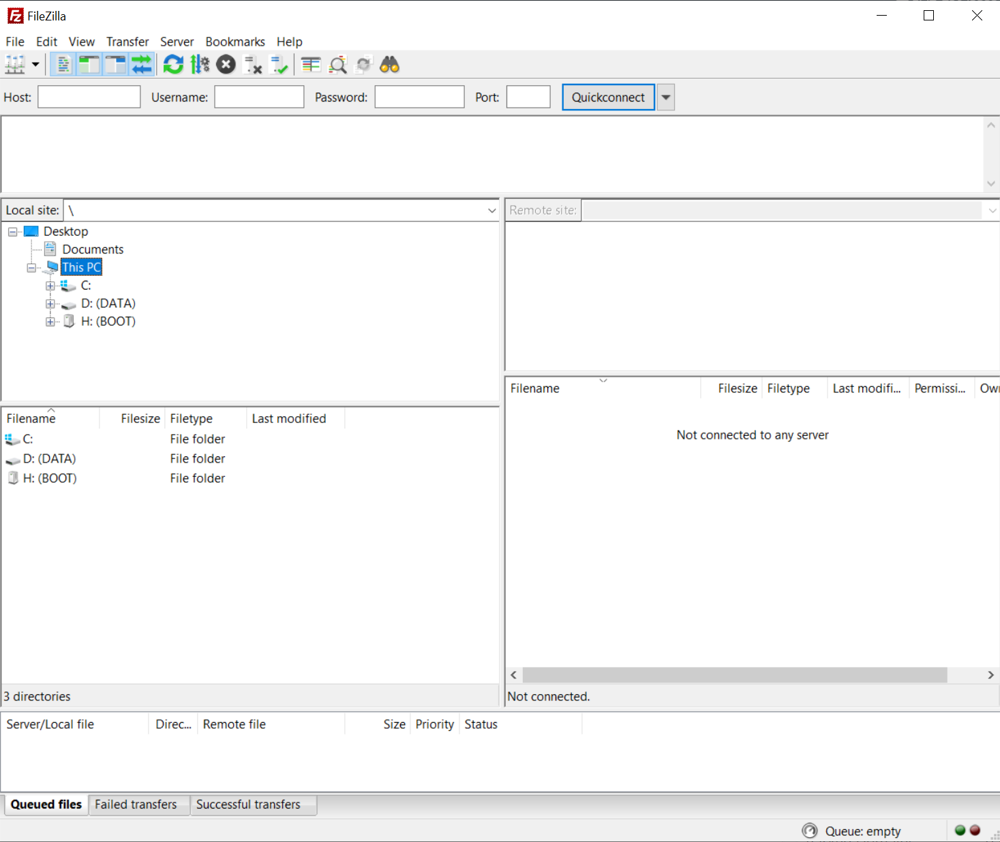 FileZilla
File Edit View Transfer Server Bookmarks Help
Host: Username: Password: Port: Quickconnect
Local site: \
Remote site:
Desktop
Documents
This PC
C:
D: (DATA)
H: (BOOT)
Filename Filesize Filetype Last modified
C: File folder
D: (DATA) File folder
H: (BOOT) File folder
3 directories
Filename Filesize Filetype Last modifi... Permissi... Own
Not connected to any server
Not connected.
Server/Local file Direc... Remote file Size Priority Status
Queued files Failed transfers Successful transfers
Queue: empty